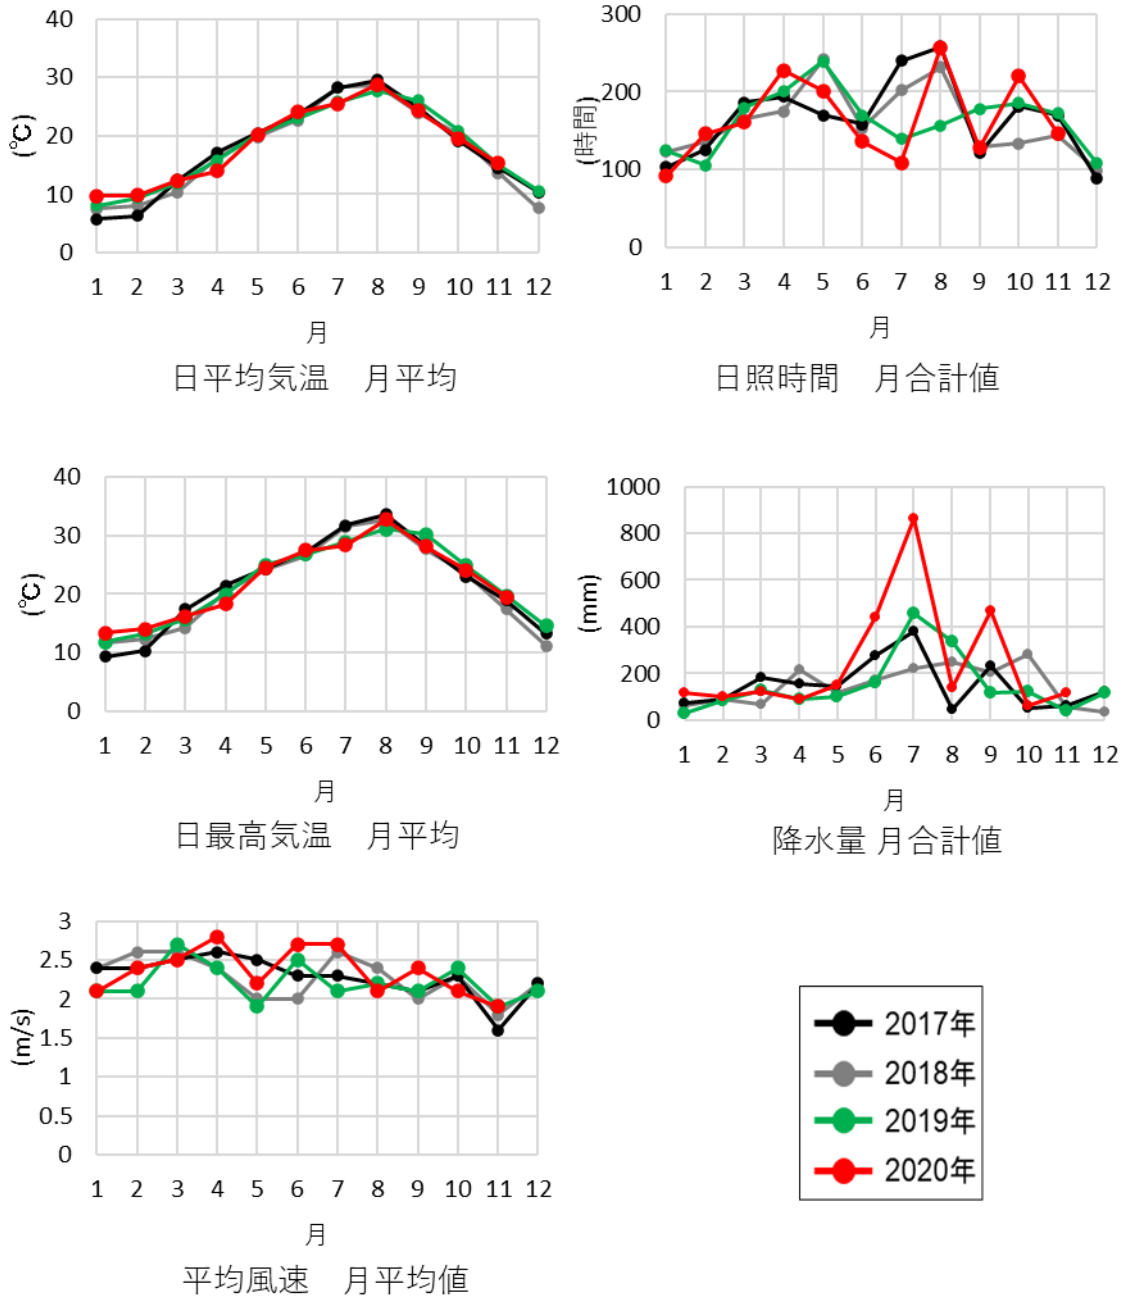 40
30
20
10
0
(℃)
1 2 3 4 5 6 7 8 9 10 11 12
月
日平均気温 月平均
300
200
100
0
(時間)
1 2 3 4 5 6 7 8 9 10 11 12
月
日照時間 月合計値
40
30
20
10
0
(℃)
1 2 3 4 5 6 7 8 9 10 11 12
月
日最高気温 月平均
1000
800
600
400
200
0
(mm)
1 2 3 4 5 6 7 8 9 10 11 12
月
降水量 月合計値
3
2.5
2
1.5
1
0.5
0
(m/s)
1 2 3 4 5 6 7 8 9 10 11 12
月
平均風速 月平均値
2017年
2018年
2019年
2020年